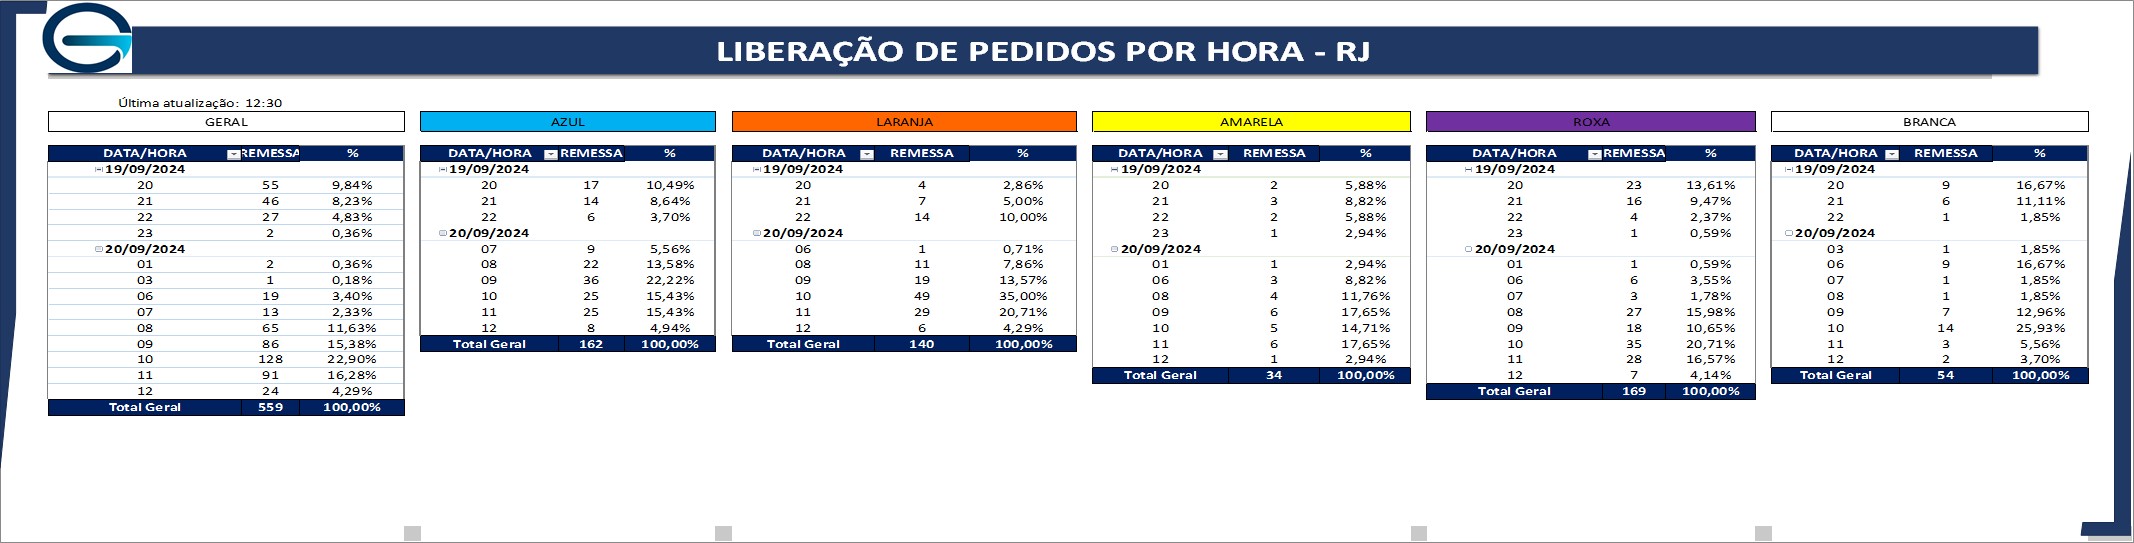 LIBERAÇÃO DE PEDIDOS POR HORA - RJ
Última atualização: 12:30
GERAL
DATA/HORA REMESSA %
19/09/2024
20 55 9,84%
21 46 8,23%
22 27 4,83%
23 2 0,36%
20/09/2024
01 2 0,36%
03 1 0,18%
06 19 3,40%
07 13 2,33%
08 65 11,63%
09 86 15,38%
10 128 22,90%
11 91 16,28%
12 24 4,29%
Total Geral 559 100,00%
AZUL
DATA/HORA REMESSA %
19/09/2024
20 17 10,49%
21 14 8,64%
22 6 3,70%
20/09/2024
07 9 5,56%
08 22 13,58%
09 36 22,22%
10 25 15,43%
11 25 15,43%
12 8 4,94%
Total Geral 162 100,00%
LARANJA
DATA/HORA REMESSA %
19/09/2024
20 4 2,86%
21 7 5,00%
22 14 10,00%
20/09/2024
06 1 0,71%
08 11 7,86%
09 19 13,57%
10 49 35,00%
11 29 20,71%
12 6 4,29%
Total Geral 140 100,00%
AMARELA
DATA/HORA REMESSA %
19/09/2024
20 2 5,88%
21 3 8,82%
22 2 5,88%
23 1 2,94%
20/09/2024
01 1 2,94%
06 3 8,82%
08 4 11,76%
09 6 17,65%
10 5 14,71%
11 6 17,65%
12 1 2,94%
Total Geral 34 100,00%
ROXA
DATA/HORA REMESSA %
19/09/2024
20 23 13,61%
21 16 9,47%
22 4 2,37%
23 1 0,59%
20/09/2024
01 1 0,59%
06 6 3,55%
07 3 1,78%
08 27 15,98%
09 18 10,65%
10 35 20,71%
11 28 16,57%
12 7 4,14%
Total Geral 169 100,00%
BRANCA
DATA/HORA REMESSA %
19/09/2024
20 9 16,67%
21 6 11,11%
22 1 1,85%
20/09/2024
03 1 1,85%
06 9 16,67%
07 1 1,85%
08 1 1,85%
09 7 12,96%
10 14 25,93%
11 3 5,56%
12 2 3,70%
Total Geral 54 100,00%